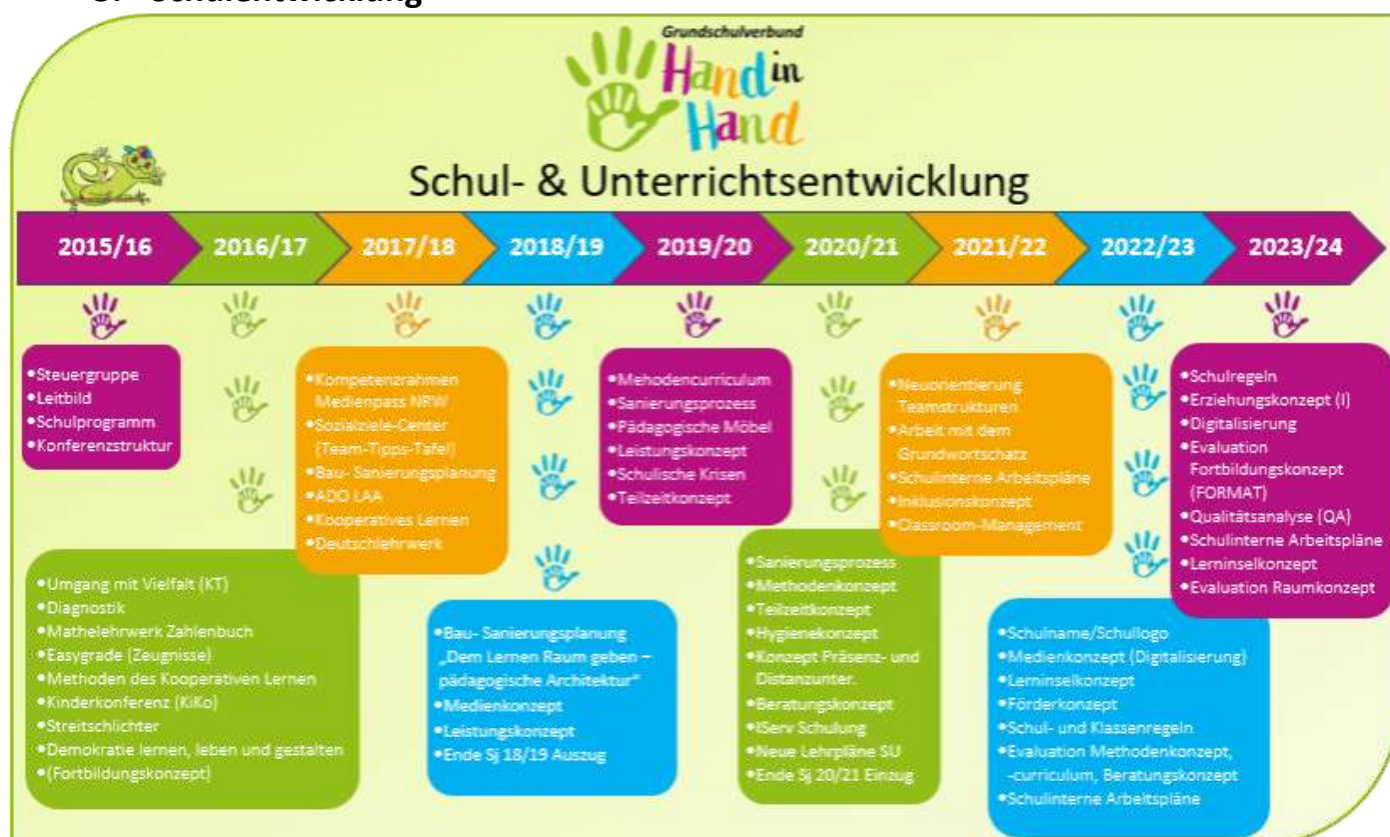 Schulentwicklung
Grundschulverbund
Hand in
Hand
Schul- & Unterrichtsentwicklung
2015/16
2016/17
2017/18
2018/19
2019/20
2020/21
2021/22
2022/23
2023/24
•Steuergruppe
•Leitbild
•Schulprogramm
•Konferenzstruktur
•Umgang mit Vielfalt (KT)
•Diagnostik
•Mathelehrwerk Zahlenbuch
•Easygrade (Zeugnisse)
•Methoden des Kooperativen Lernen
•Kinderkonferenz (KiKo)
•Streitschlichter
•Demokratie lernen, leben und gestalten
•(Fortbildungskonzept)
•Kompetenzrahmen
Medienpass NRW
•Sozialziele-Center
(Team-Tipps-Tafel)
•Bau- Sanierungsplanung
•ADO LAA
•Kooperatives Lernen
•Deutschlehrwerk
•Bau- Sanierungsplanung
„Dem Lernen Raum geben –
pädagogische Architektur“
•Medienkonzept
•Leistungskonzept
•Ende Sj 18/19 Auszug
•Mehodencurriculum
•Sanierungsprozess
•Pädagogische Möbel
•Leistungskonzept
•Schulische Krisen
•Teilzeitkonzept
•Sanierungsprozess
•Methodenkonzept
•Teilzeitkonzept
•Hygienekonzept
•Konzept Präsenz- und
Distanzunter.
•Beratungskonzept
•IServ Schulung
•Neue Lehrpläne SU
•Ende Sj 20/21 Einzug
•Neuorientierung
Teamstrukturen
•Arbeit mit dem
Grundwortschatz
•Schulinterne Arbeitspläne
•Inklusionskonzept
•Classroom-Management
•Schulname/Schullogo
•Medienkonzept (Digitalisierung)
•Lerninselkonzept
•Förderkonzept
•Schul- und Klassenregeln
•Evaluation Methodenkonzept,
-curriculum, Beratungskonzept
•Schulinterne Arbeitspläne
•Schulregeln
•Erziehungskonzept (I)
•Digitalisierung
•Evaluation
Fortbildungskonzept
(FORMAT)
•Qualitätsanalyse (QA)
•Schulinterne Arbeitspläne
•Lerninselkonzept
•Evaluation Raumkonzept